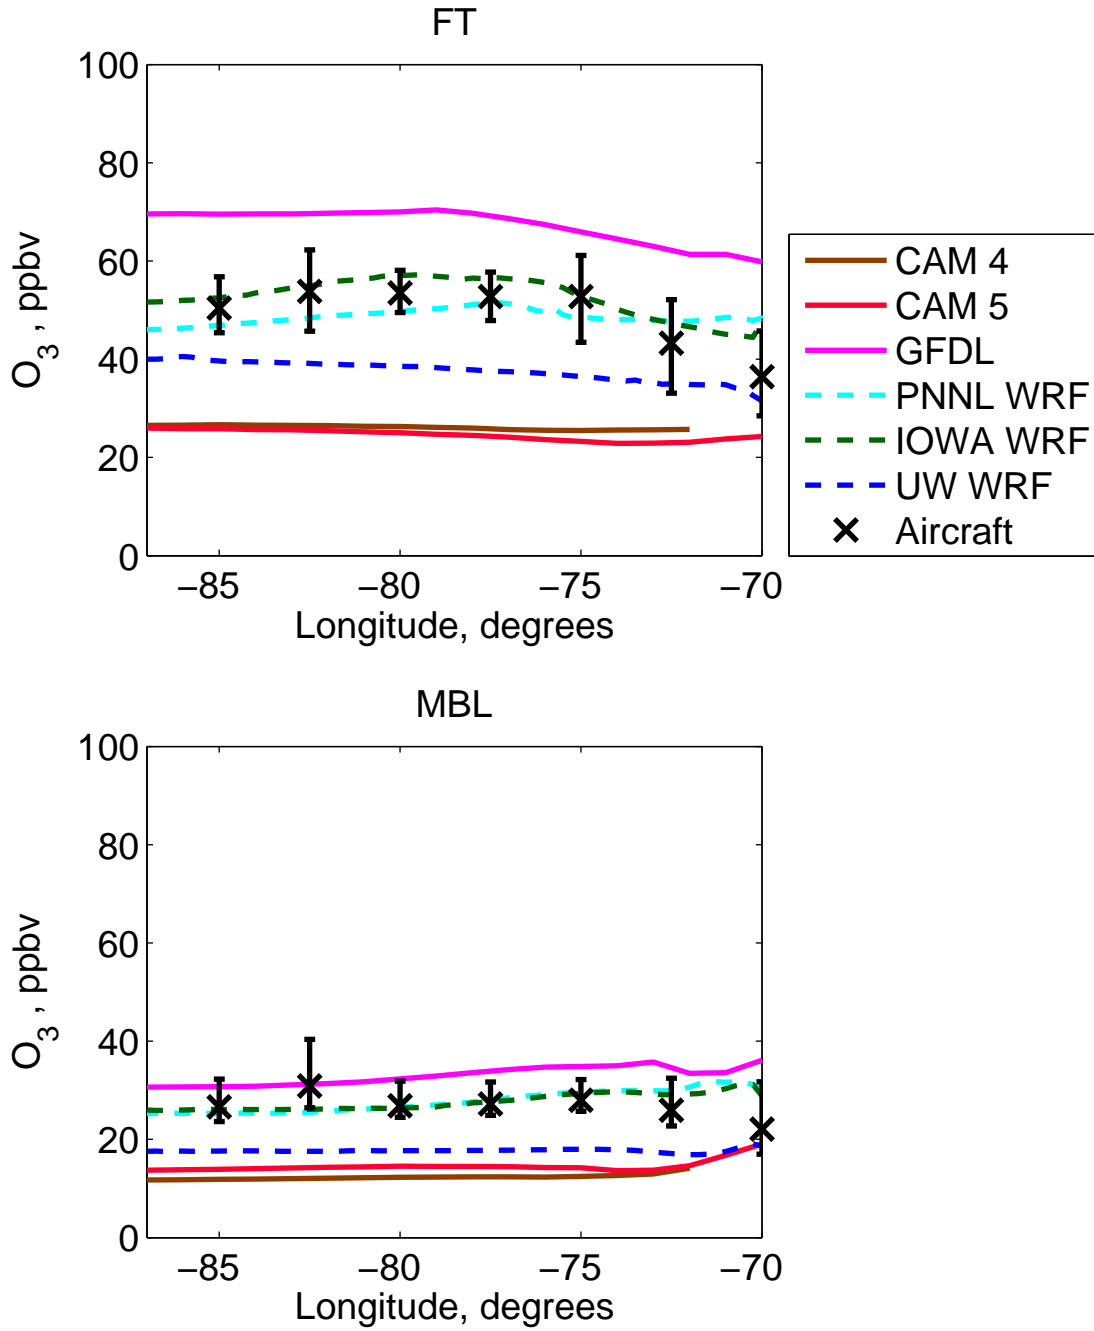 FT
100
80
60
40
20
0
O3 , ppbv
−85
−80
−75
−70
Longitude, degrees
CAM 4
CAM 5
GFDL
PNNL WRF
IOWA WRF
UW WRF
Aircraft
MBL
100
80
60
40
20
0
O3 , ppbv
−85
−80
−75
−70
Longitude, degrees